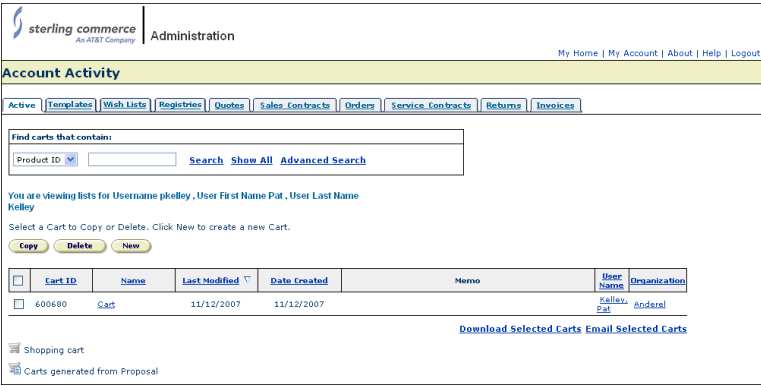 sterling commerce
An AT&T Company
Administration
My Home | My Account | About | Help | Logout
Account Activity
Active Templates Wish Lists Registries Quotes Sales Contracts Orders Service Contracts Returns Invoices
Find carts that contain:
Product ID Search Show All Advanced Search
You are viewing lists for Username pkelley , User First Name Pat , User Last Name
Kelley
Select a Cart to Copy or Delete. Click New to create a new Cart.
Copy Delete New
Cart ID Name Last Modified Date Created Memo User Name Organization
600680 Cart 11/12/2007 11/12/2007 Kelley, Pat Anderel
Download Selected Carts Email Selected Carts
Shopping cart
Carts generated from Proposal